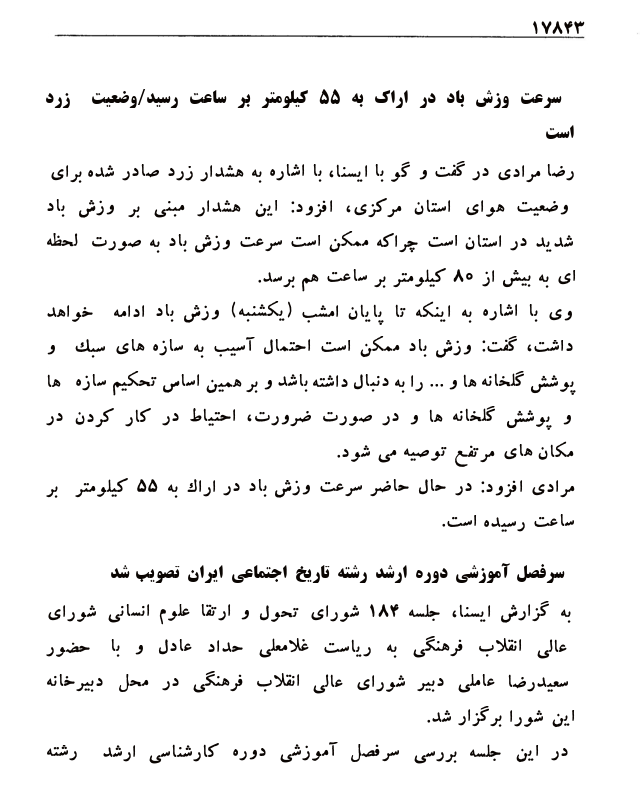 ۱۷۸۴۳
سرعت وزش باد در اراک به ۵۵ کیلومتر بر ساعت رسید/وضعیت زرد
است
رضا مرادی در گفت و گو با ایسنا، با اشاره به هشدار زرد صادر شده برای
وضعیت هوای استان مرکزی، افزود: این هشدار مبنی بر وزش باد
شدید در استان است چراکه ممکن است سرعت وزش باد به صورت لحظه
ای به بیش از ۸۰ کیلومتر بر ساعت هم برسد.
وی با اشاره به اینکه تا پایان امشب (یکشنبه) وزش باد ادامه خواهد
داشت، گفت: وزش باد ممکن است احتمال آسیب به سازه های سبک و
پوشش گلخانه ها و ... را به دنبال داشته باشد و بر همین اساس تحکیم سازه ها
و پوشش گلخانه ها و در صورت ضرورت، احتیاط در کار کردن در
مکان های مرتفع توصیه می شود.
مرادی افزود: در حال حاضر سرعت وزش باد در اراک به ۵۵ کیلومتر بر
ساعت رسیده است.
سرفصل آموزشی دوره ارشد رشته تاریخ اجتماعی ایران تصویب شد
به گزارش ایسنا، جلسه ۱۸۴ شورای تحول و ارتقا علوم انسانی شورای
عالی انقلاب فرهنگی به ریاست غلامعلی حداد عادل و با حضور
سعیدرضا عاملی دبیر شورای عالی انقلاب فرهنگی در محل دبیرخانه
این شورا برگزار شد.
در این جلسه بررسی سرفصل آموزشی دوره کارشناسی ارشد رشته